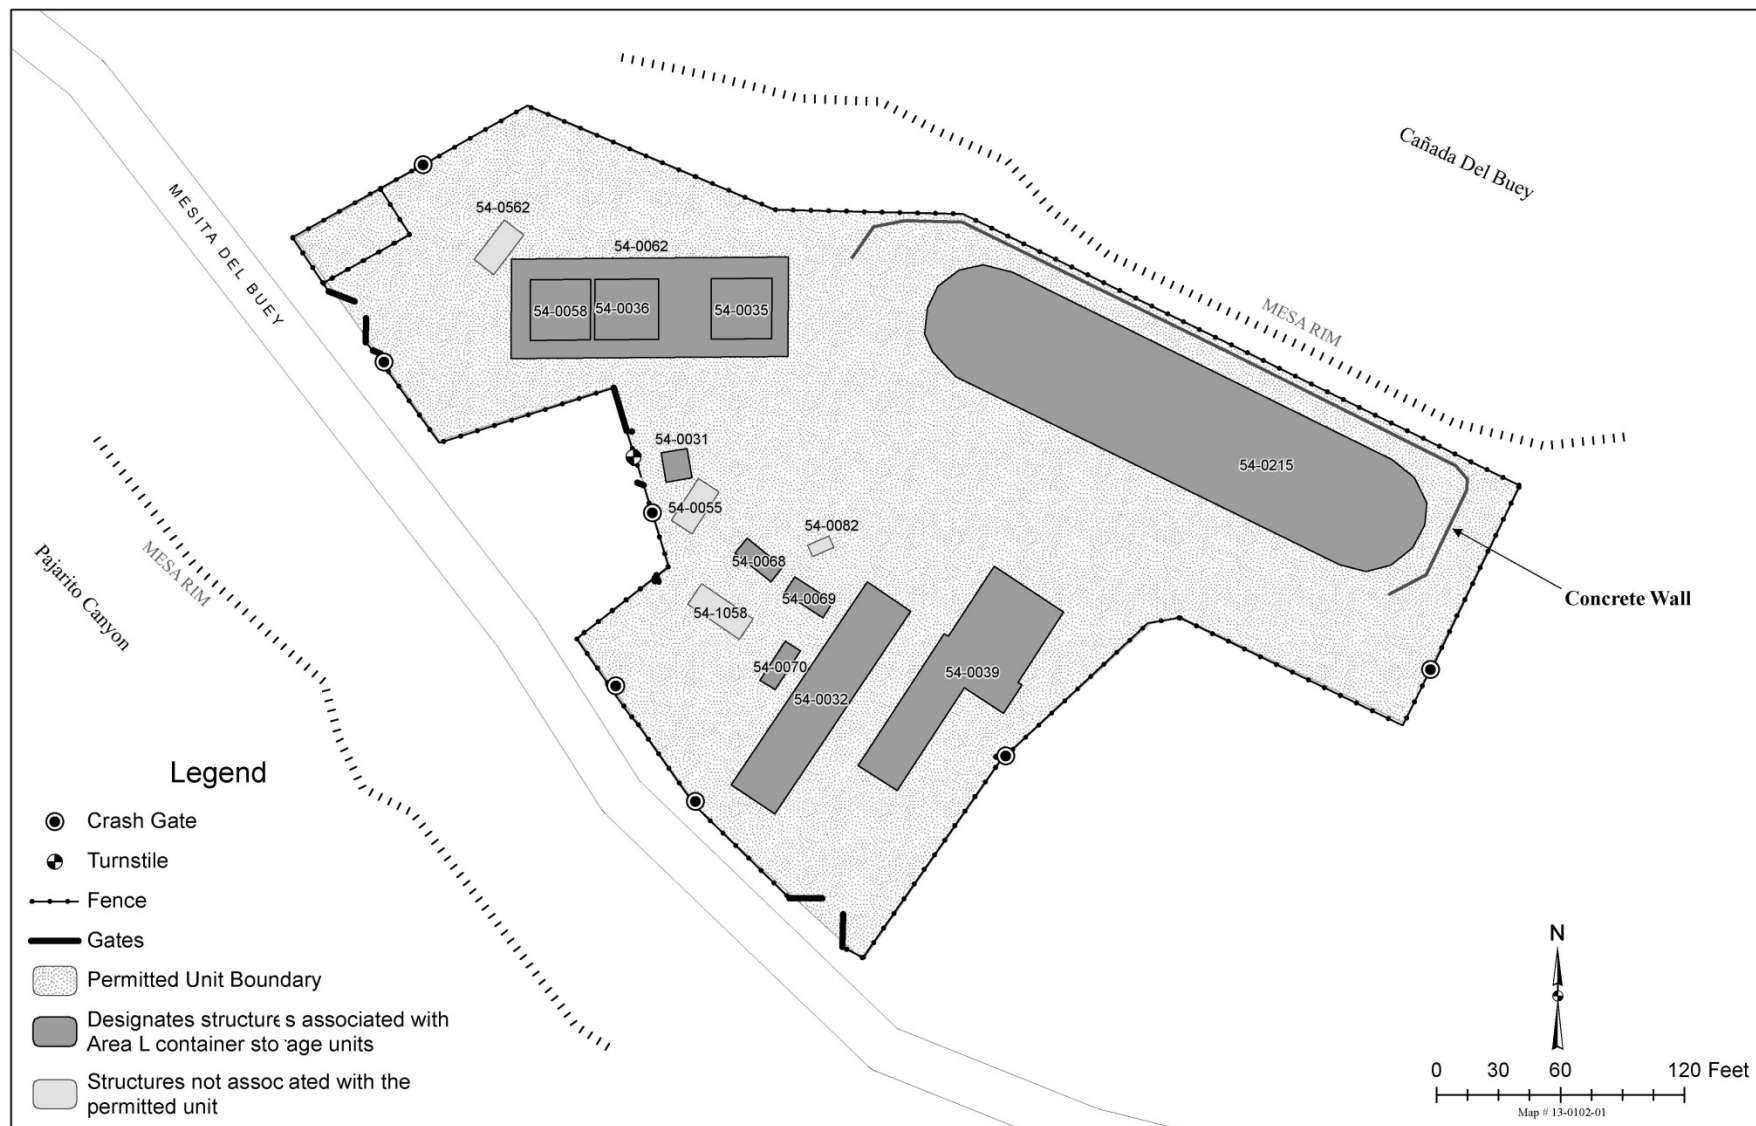 Cañada Del Buey
MESITA DEL BUEY
54-0562
54-0062
54-0058
54-0036
54-0035
MESA RIM
54-0031
54-0215
54-0055
54-0082
54-0068
54-0069
Concrete Wall
54-1058
54-0070
54-0039
54-0032
Pajarito Canyon
MESA RIM
Legend
Crash Gate
Turnstile
Fence
Gates
Permitted Unit Boundary
Designates structures associated with
Area L container storage units
Structures not associated with the
permitted unit
N
0 30 60 120 Feet
Map # 13-0102-01